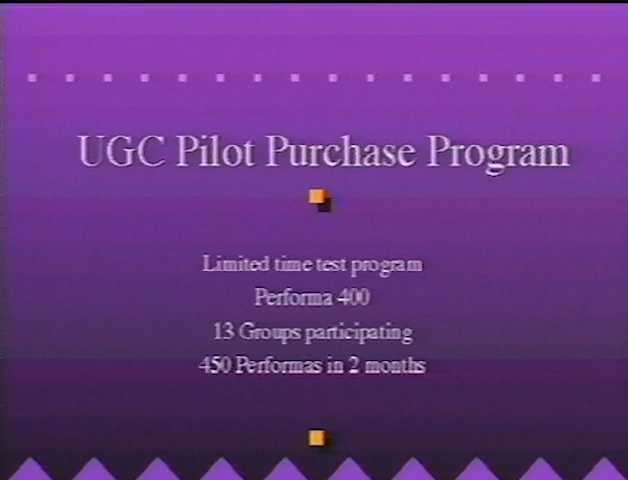 UGC Pilot Purchase Program
Limited time test program
Performa 400
13 Groups participating
450 Performas in 2 months